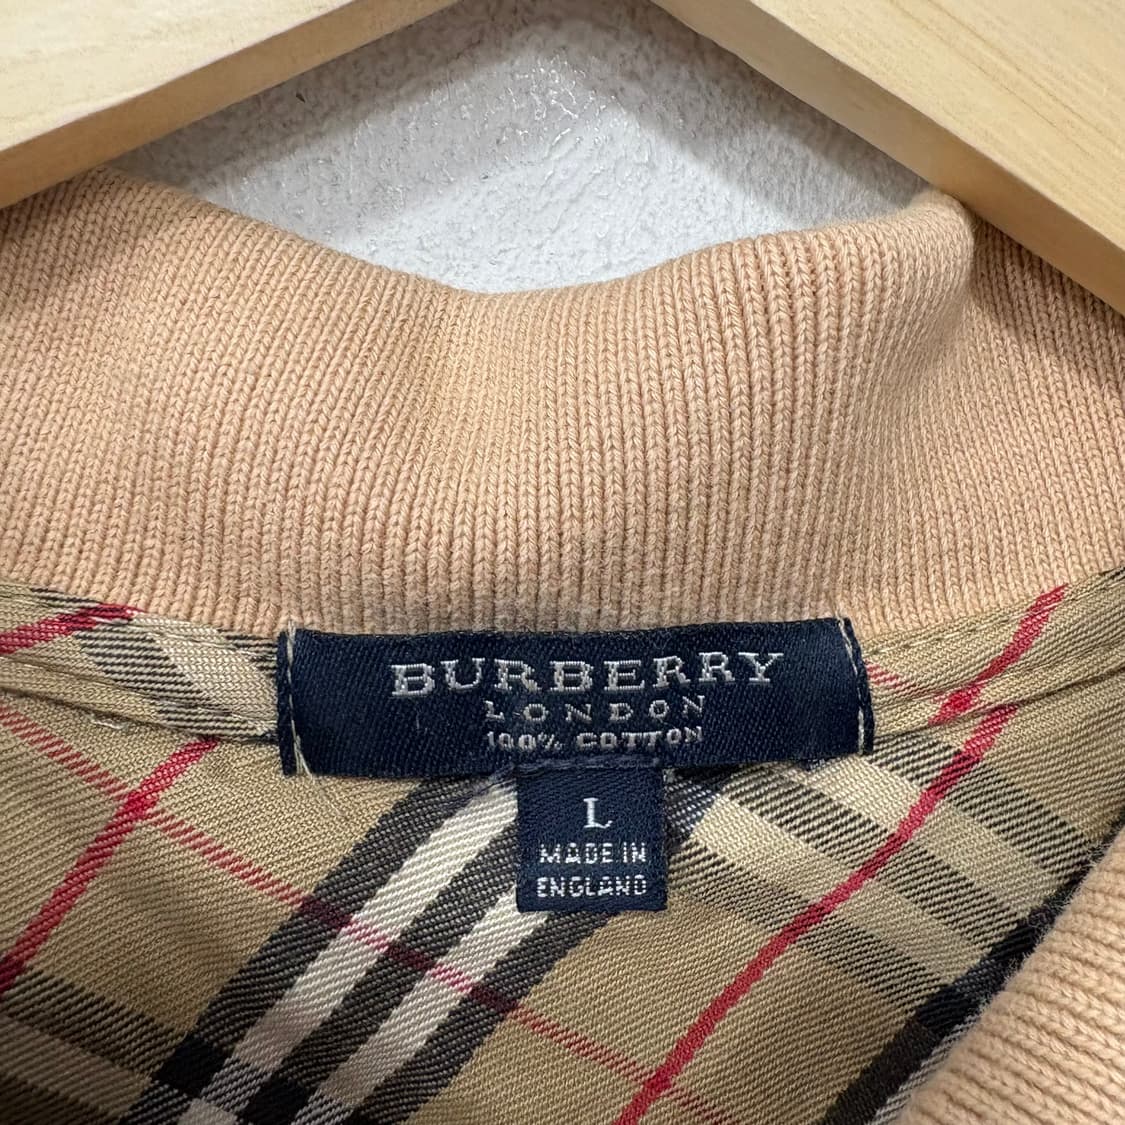 BURBERRY
LONDON
100% COTTON
L
MADE IN
ENGLAND